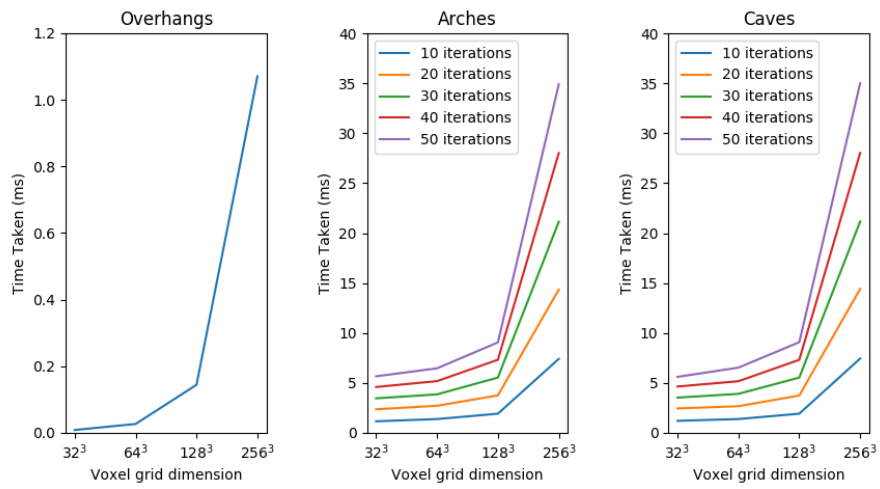 Overhangs
1.2
1.0
0.8
0.6
0.4
0.2
0.0
Time Taken (ms)
32³ 64³ 128³ 256³
Voxel grid dimension
Arches
40
35
30
25
20
15
10
5
0
Time Taken (ms)
10 iterations
20 iterations
30 iterations
40 iterations
50 iterations
32³ 64³ 128³ 256³
Voxel grid dimension
Caves
40
35
30
25
20
15
10
5
0
Time Taken (ms)
10 iterations
20 iterations
30 iterations
40 iterations
50 iterations
32³ 64³ 128³ 256³
Voxel grid dimension